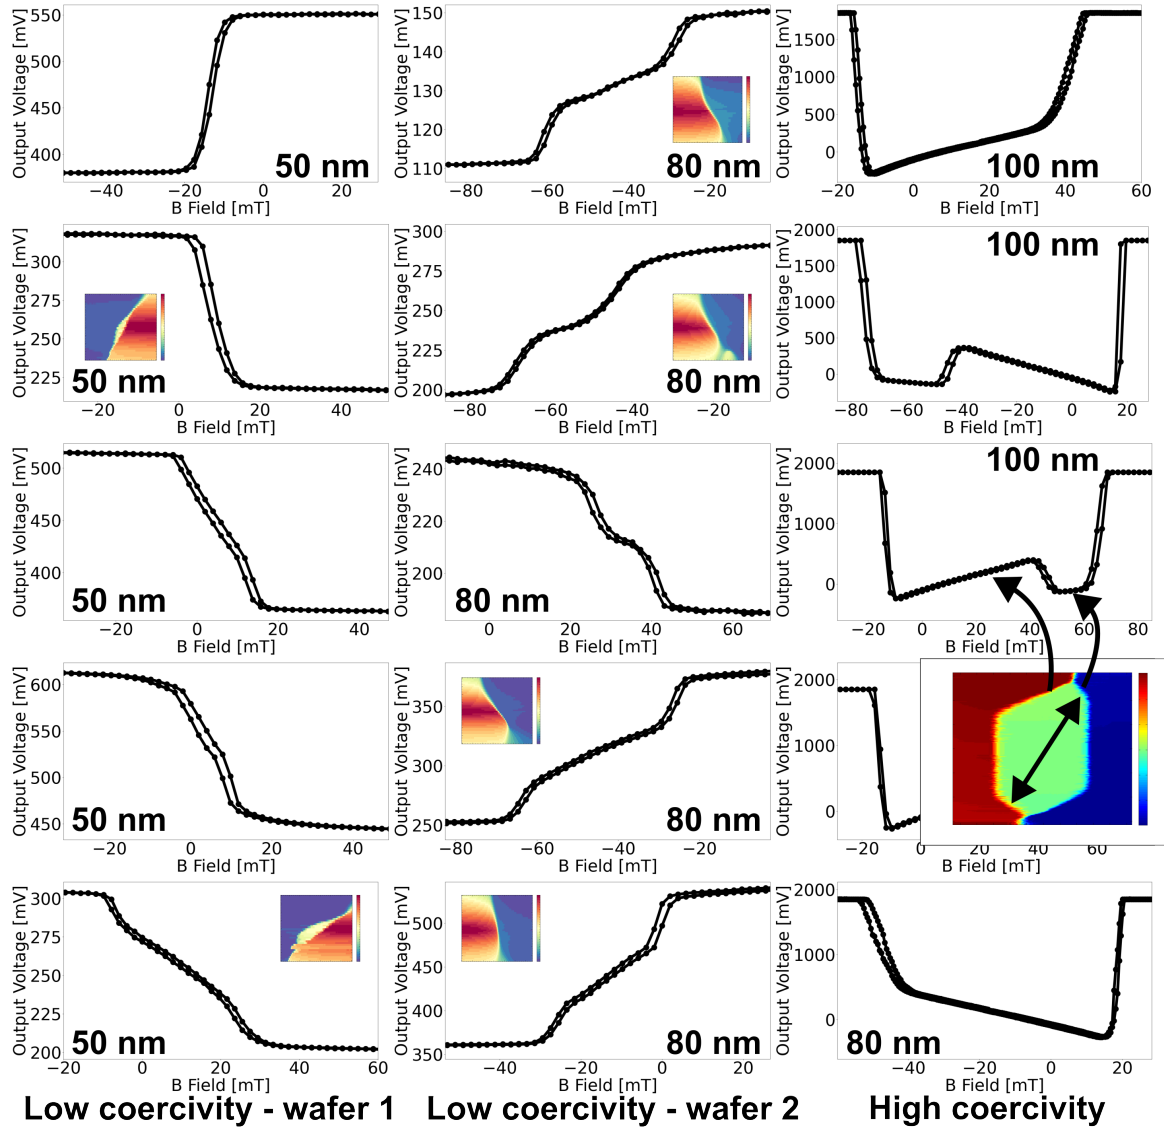 Output Voltage [mV]
550
500
450
400
−20 0 20
B Field [mT]
50 nm
Output Voltage [mV]
150
140
130
120
110
−80 −60 −40 −20
B Field [mT]
80 nm
Output Voltage [mV]
1500
1000
500
0
−20 0 20 40 60
B Field [mT]
100 nm
Output Voltage [mV]
300
275
250
225
−20 0 20 40
B Field [mT]
50 nm
Output Voltage [mV]
300
275
250
225
200
−80 −60 −40 −20
B Field [mT]
80 nm
Output Voltage [mV]
2000
1500
1000
500
0
−80 −60 −40 −20 0 20
B Field [mT]
100 nm
Output Voltage [mV]
500
450
400
−20 0 20 40
B Field [mT]
50 nm
Output Voltage [mV]
240
220
200
0 20 40 60
B Field [mT]
80 nm
Output Voltage [mV]
2000
1000
0
−20 0 20 40 60 80
B Field [mT]
100 nm
Output Voltage [mV]
600
550
500
450
−20 0 20 40
B Field [mT]
50 nm
Output Voltage [mV]
350
300
250
−80 −60 −40 −20
B Field [mT]
80 nm
Output Voltage [mV]
2000
1000
0
−20 0 20 40 60
B Field [mT]
Output Voltage [mV]
300
275
250
225
200
−20 0 20 40 60
B Field [mT]
50 nm
Output Voltage [mV]
500
450
400
350
−40 −20 0 20
B Field [mT]
80 nm
Output Voltage [mV]
2000
1000
0
−40 −20 0 20
B Field [mT]
80 nm
Low coercivity - wafer 1
Low coercivity - wafer 2
High coercivity